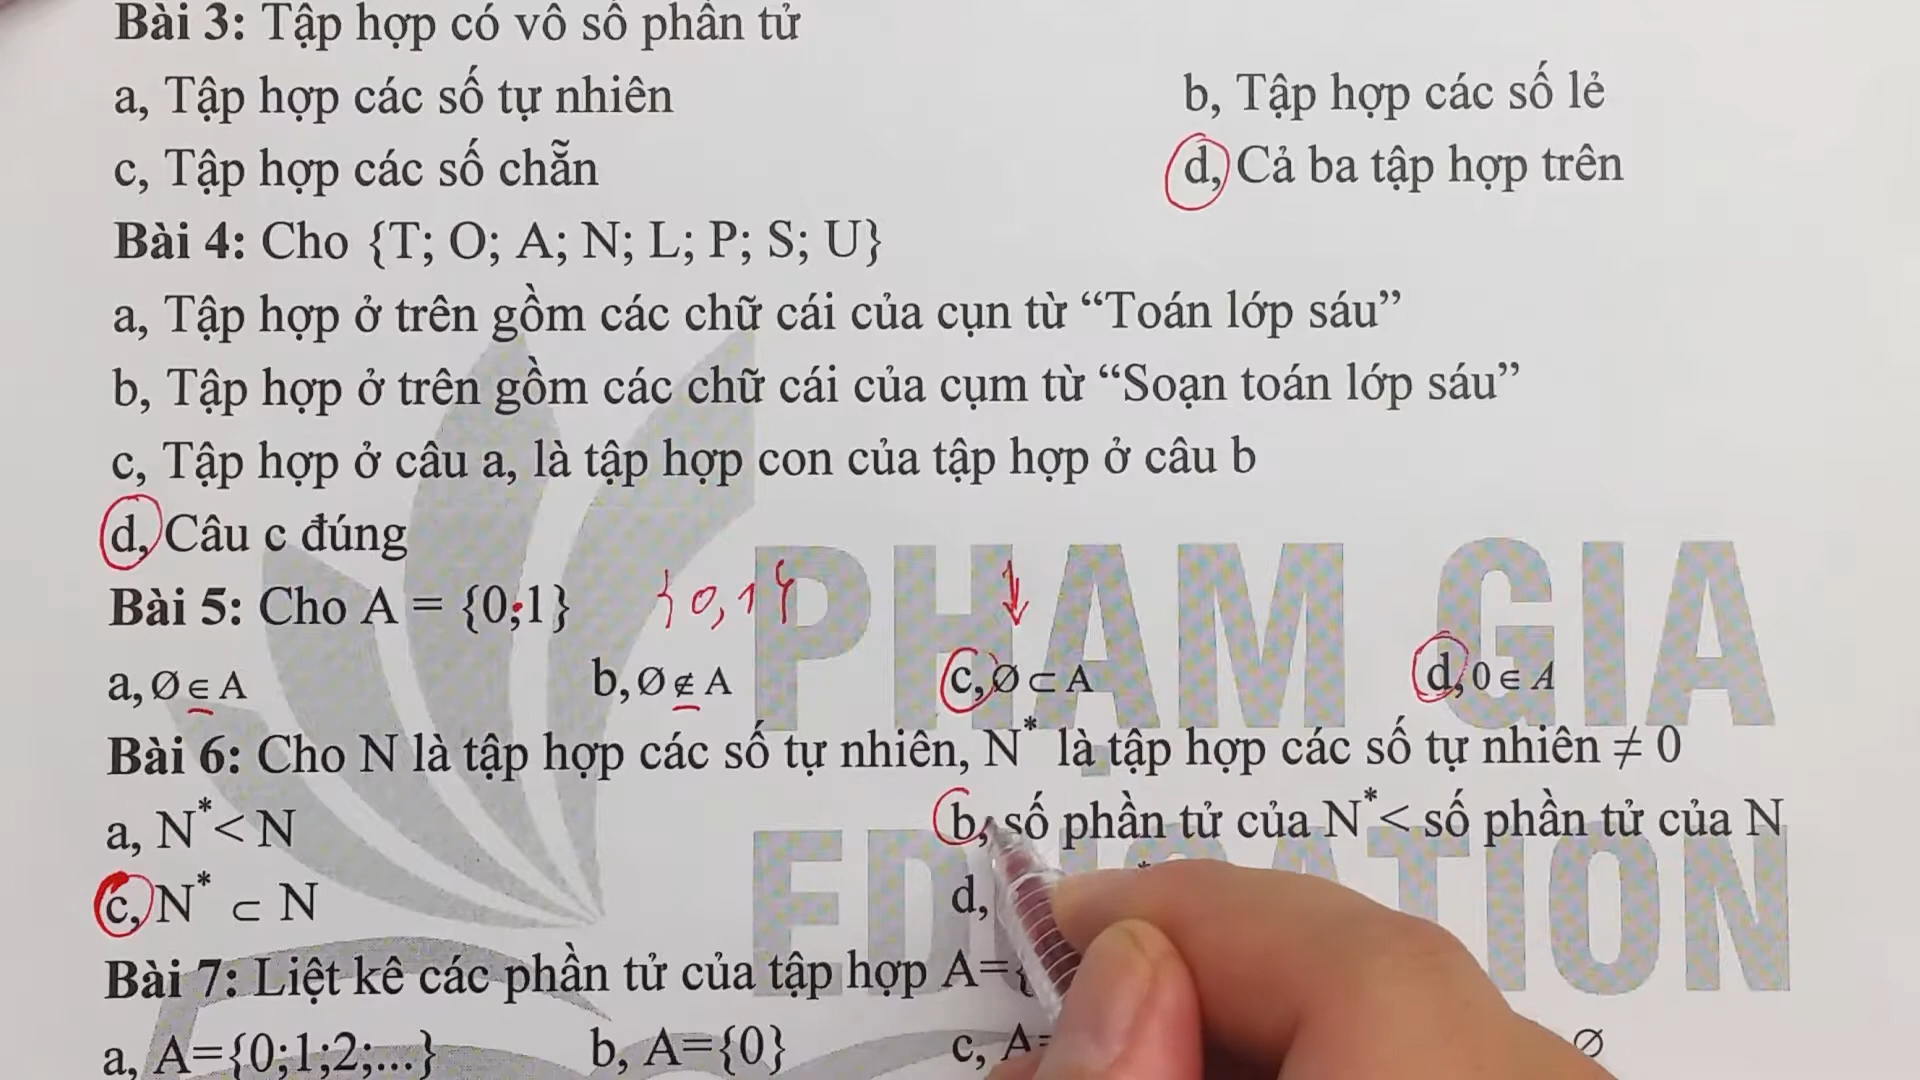 Bài 3: Tập hợp có vô số phần tử
a, Tập hợp các số tự nhiên b, Tập hợp các số lẻ
c, Tập hợp các số chẵn d, Cả ba tập hợp trên
Bài 4: Cho {T; O; A; N; L; P; S; U}
a, Tập hợp ở trên gồm các chữ cái của cụn từ “Toán lớp sáu”
b, Tập hợp ở trên gồm các chữ cái của cụm từ “Soạn toán lớp sáu”
c, Tập hợp ở câu a, là tập hợp con của tập hợp ở câu b
d, Câu c đúng
PHẠM GIA
Bài 5: Cho A = {0;1} {0,1}
a, Ø ∈ A b, Ø ∉ A c, Ø ⊂ A d, 0 ∈ A
Bài 6: Cho N là tập hợp các số tự nhiên, N* là tập hợp các số tự nhiên ≠ 0
a, N* < N b, số phần tử của N* < số phần tử của N
c, N* ⊂ N d,
Bài 7: Liệt kê các phần tử của tập hợp A={
a, A={0;1;2;...} b, A={0} c, A= Ø